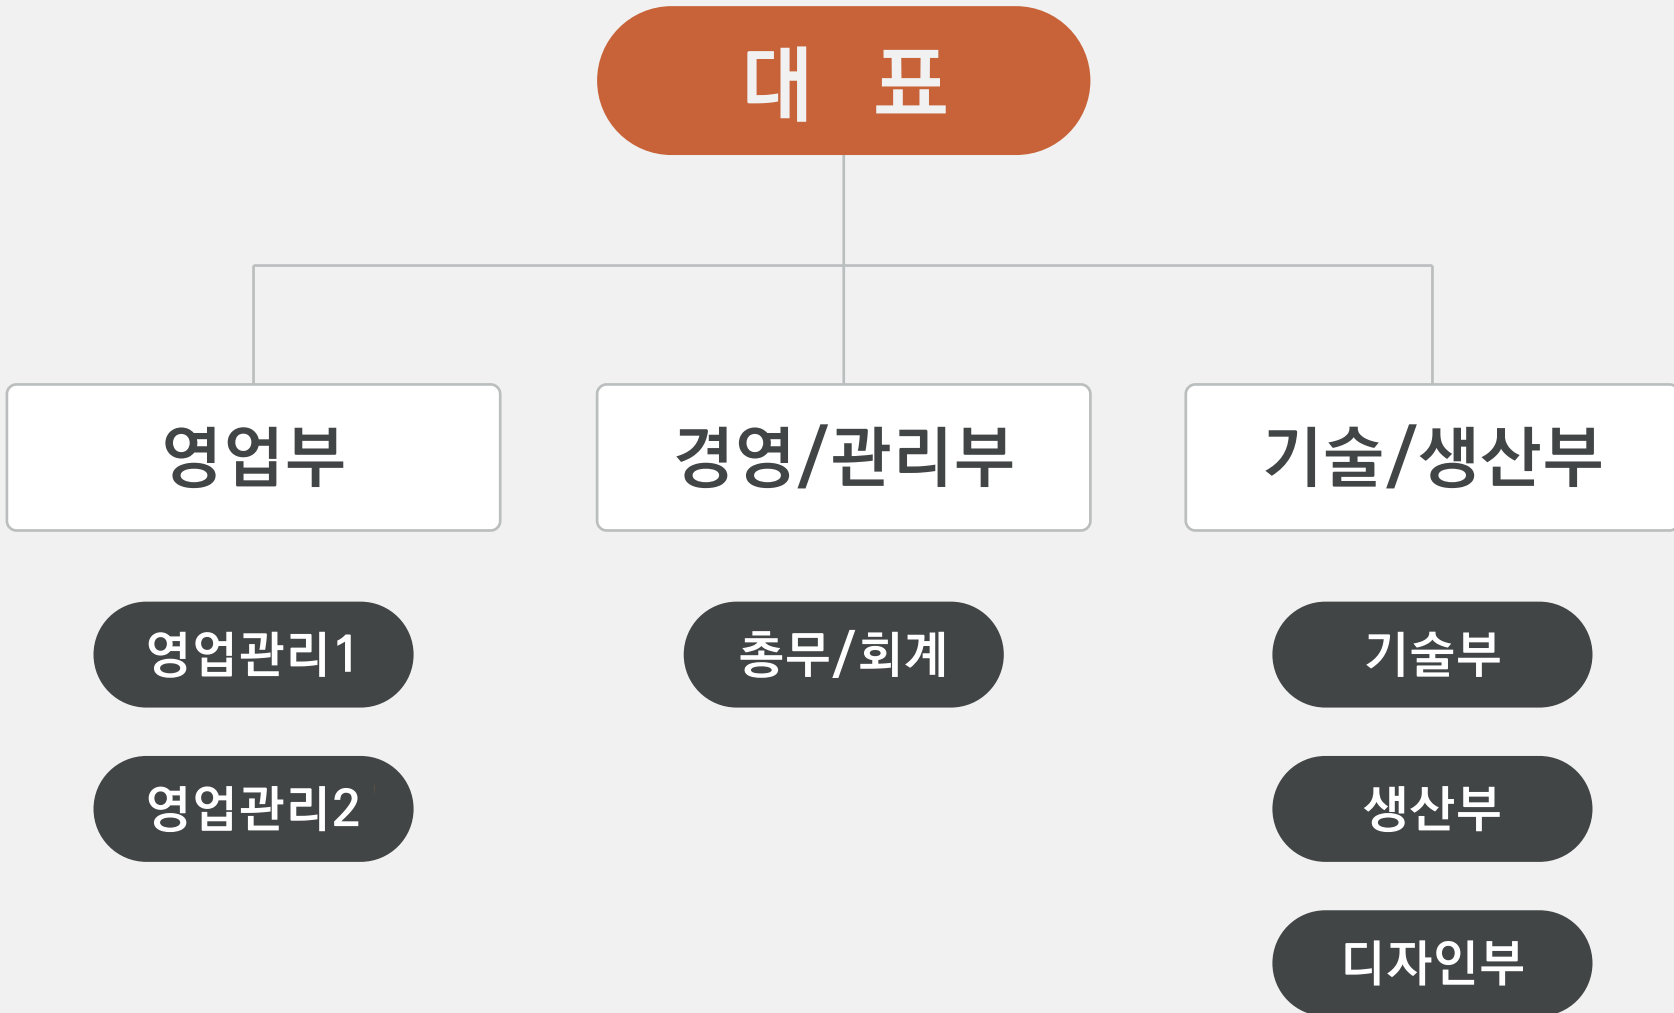 대 표
영업부
경영/관리부
기술/생산부
영업관리1
총무/회계
기술부
영업관리2
생산부
디자인부